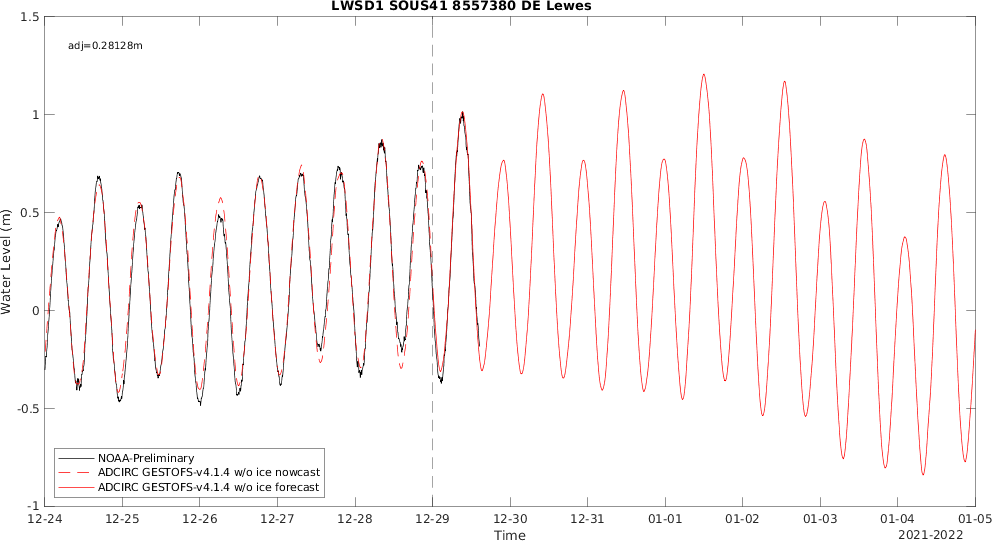 LWSD1 SOUS41 8557380 DE Lewes
adj=0.28128m
Water Level (m)
1.5
1
0.5
0
-0.5
-1
NOAA-Preliminary
ADCIRC GESTOFS-v4.1.4 w/o ice nowcast
ADCIRC GESTOFS-v4.1.4 w/o ice forecast
12-24 12-25 12-26 12-27 12-28 12-29 12-30 12-31 01-01 01-02 01-03 01-04 01-05
Time
2021-2022